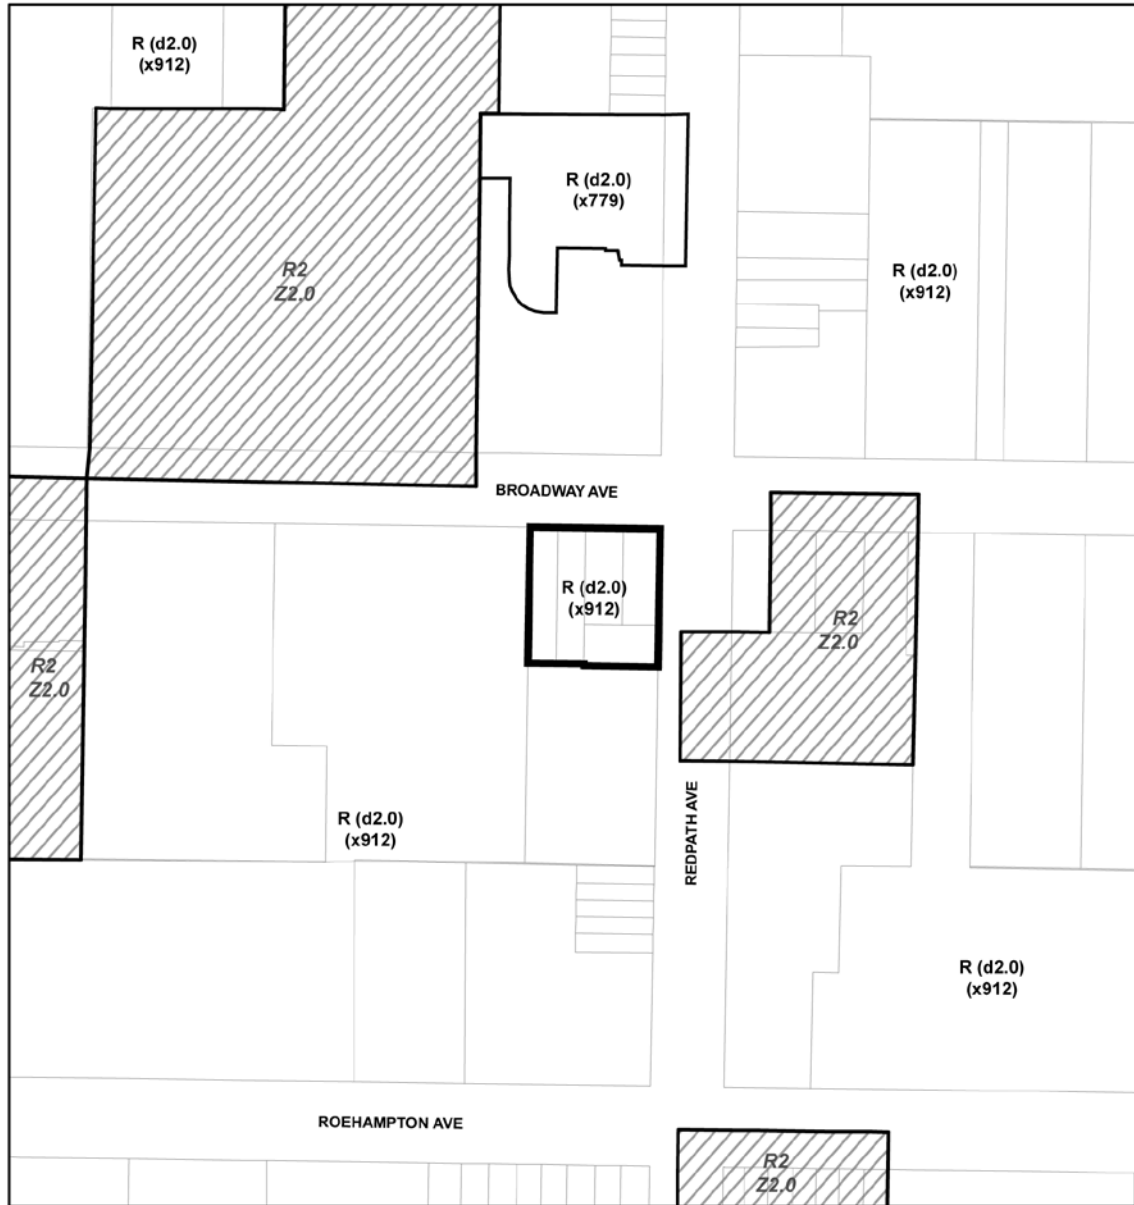 R (d2.0)
(x912)
R (d2.0)
(x779)
R2
Z2.0
R (d2.0)
(x912)
BROADWAY AVE
R (d2.0)
(x912)
R2
Z2.0
R2
Z2.0
REDPATH AVE
R (d2.0)
(x912)
R (d2.0)
(x912)
ROEHAMPTON AVE
R2
Z2.0